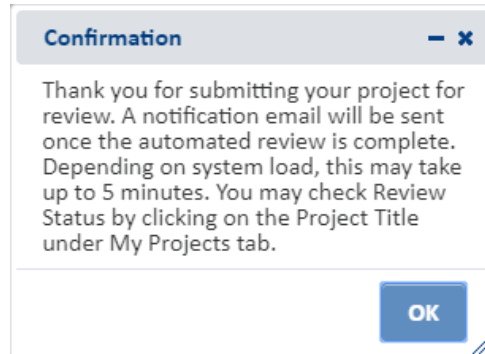 Confirmation
Thank you for submitting your project for
review. A notification email will be sent
once the automated review is complete.
Depending on system load, this may take
up to 5 minutes. You may check Review
Status by clicking on the Project Title
under My Projects tab.
OK